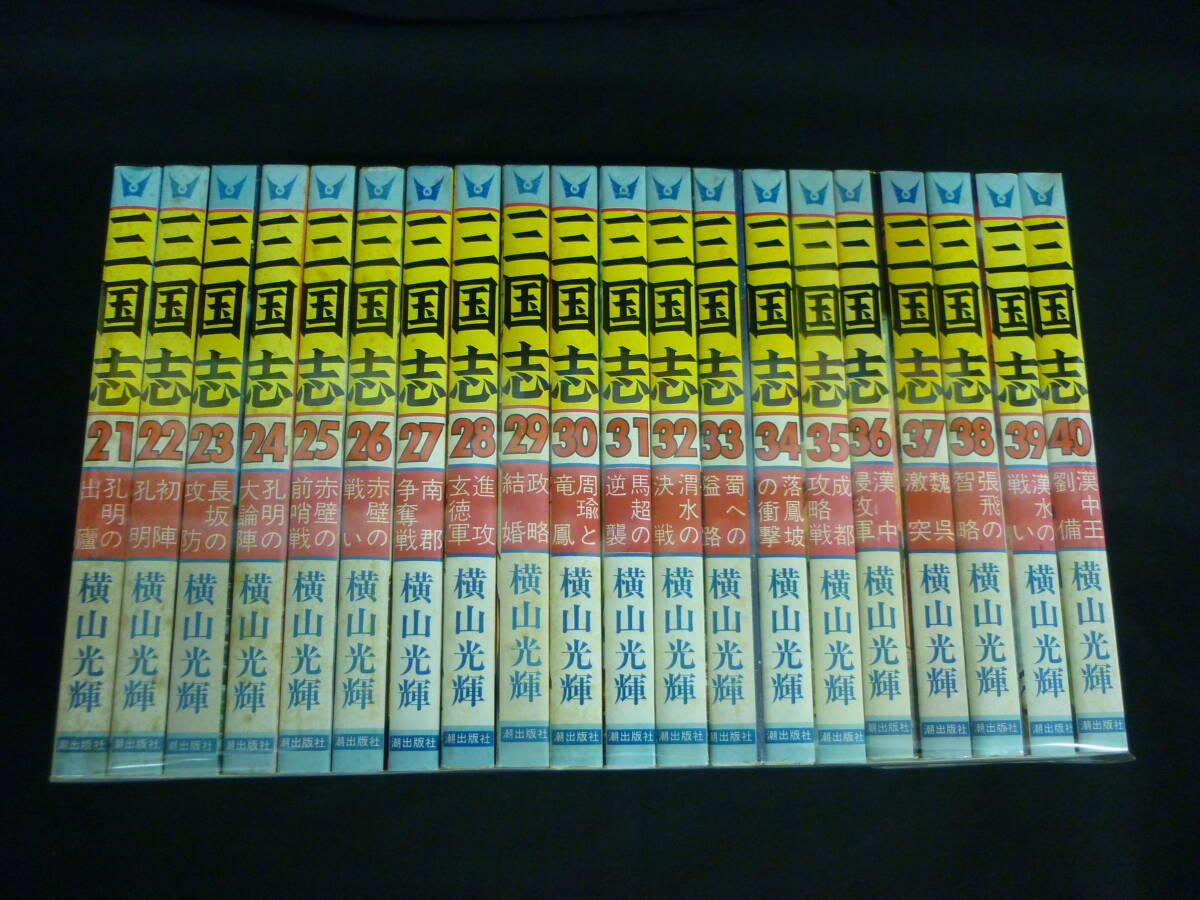 三国志
21
孔明の
出廬
横山光輝
潮出版社
三国志
22
初陣
孔明
横山光輝
潮出版社
三国志
23
長坂の
攻防
横山光輝
潮出版社
三国志
24
孔明の
大論陣
横山光輝
潮出版社
三国志
25
赤壁の
前哨戦
横山光輝
潮出版社
三国志
26
赤壁の
戦い
横山光輝
潮出版社
三国志
27
南郡
争奪戦
横山光輝
潮出版社
三国志
28
進攻
玄徳軍
横山光輝
潮出版社
三国志
29
政略
結婚
横山光輝
潮出版社
三国志
30
周瑜と
竜鳳
横山光輝
潮出版社
三国志
31
馬超の
逆襲
横山光輝
潮出版社
三国志
32
渭水の
決戦
横山光輝
潮出版社
三国志
33
蜀への
隘路
横山光輝
潮出版社
三国志
34
落鳳坡
の衝撃
横山光輝
潮出版社
三国志
35
成都
攻略戦
横山光輝
潮出版社
三国志
36
漢中
侵攻軍
横山光輝
潮出版社
三国志
37
魏呉
激突
横山光輝
潮出版社
三国志
38
張飛の
智略
横山光輝
潮出版社
三国志
39
漢水の
戦い
横山光輝
潮出版社
三国志
40
漢中王
劉備
横山光輝
潮出版社